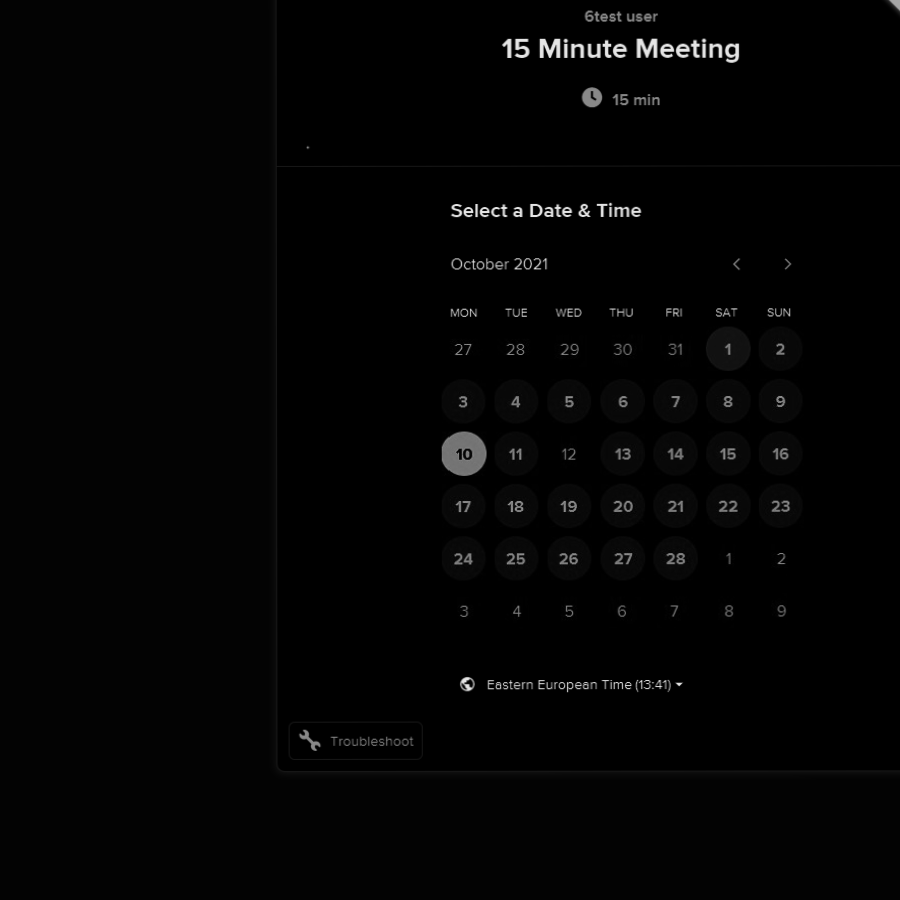 6test user
15 Minute Meeting
15 min
Select a Date & Time
October 2021
MON TUE WED THU FRI SAT SUN
27 28 29 30 31 1 2
3 4 5 6 7 8 9
10 11 12 13 14 15 16
17 18 19 20 21 22 23
24 25 26 27 28 1 2
3 4 5 6 7 8 9
Eastern European Time (13:41)
Troubleshoot